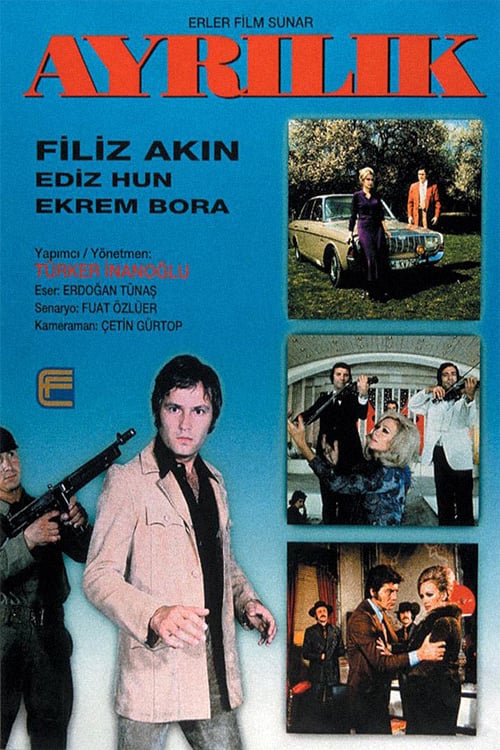 ERLER FİLM SUNAR
AYRILIK
FİLİZ AKIN
EDİZ HUN
EKREM BORA
Yapımcı / Yönetmen:
TÜRKER İNANOĞLU
Eser: ERDOĞAN TÜNAŞ
Senaryo: FUAT ÖZLÜER
Kameraman: ÇETİN GÜRTOP